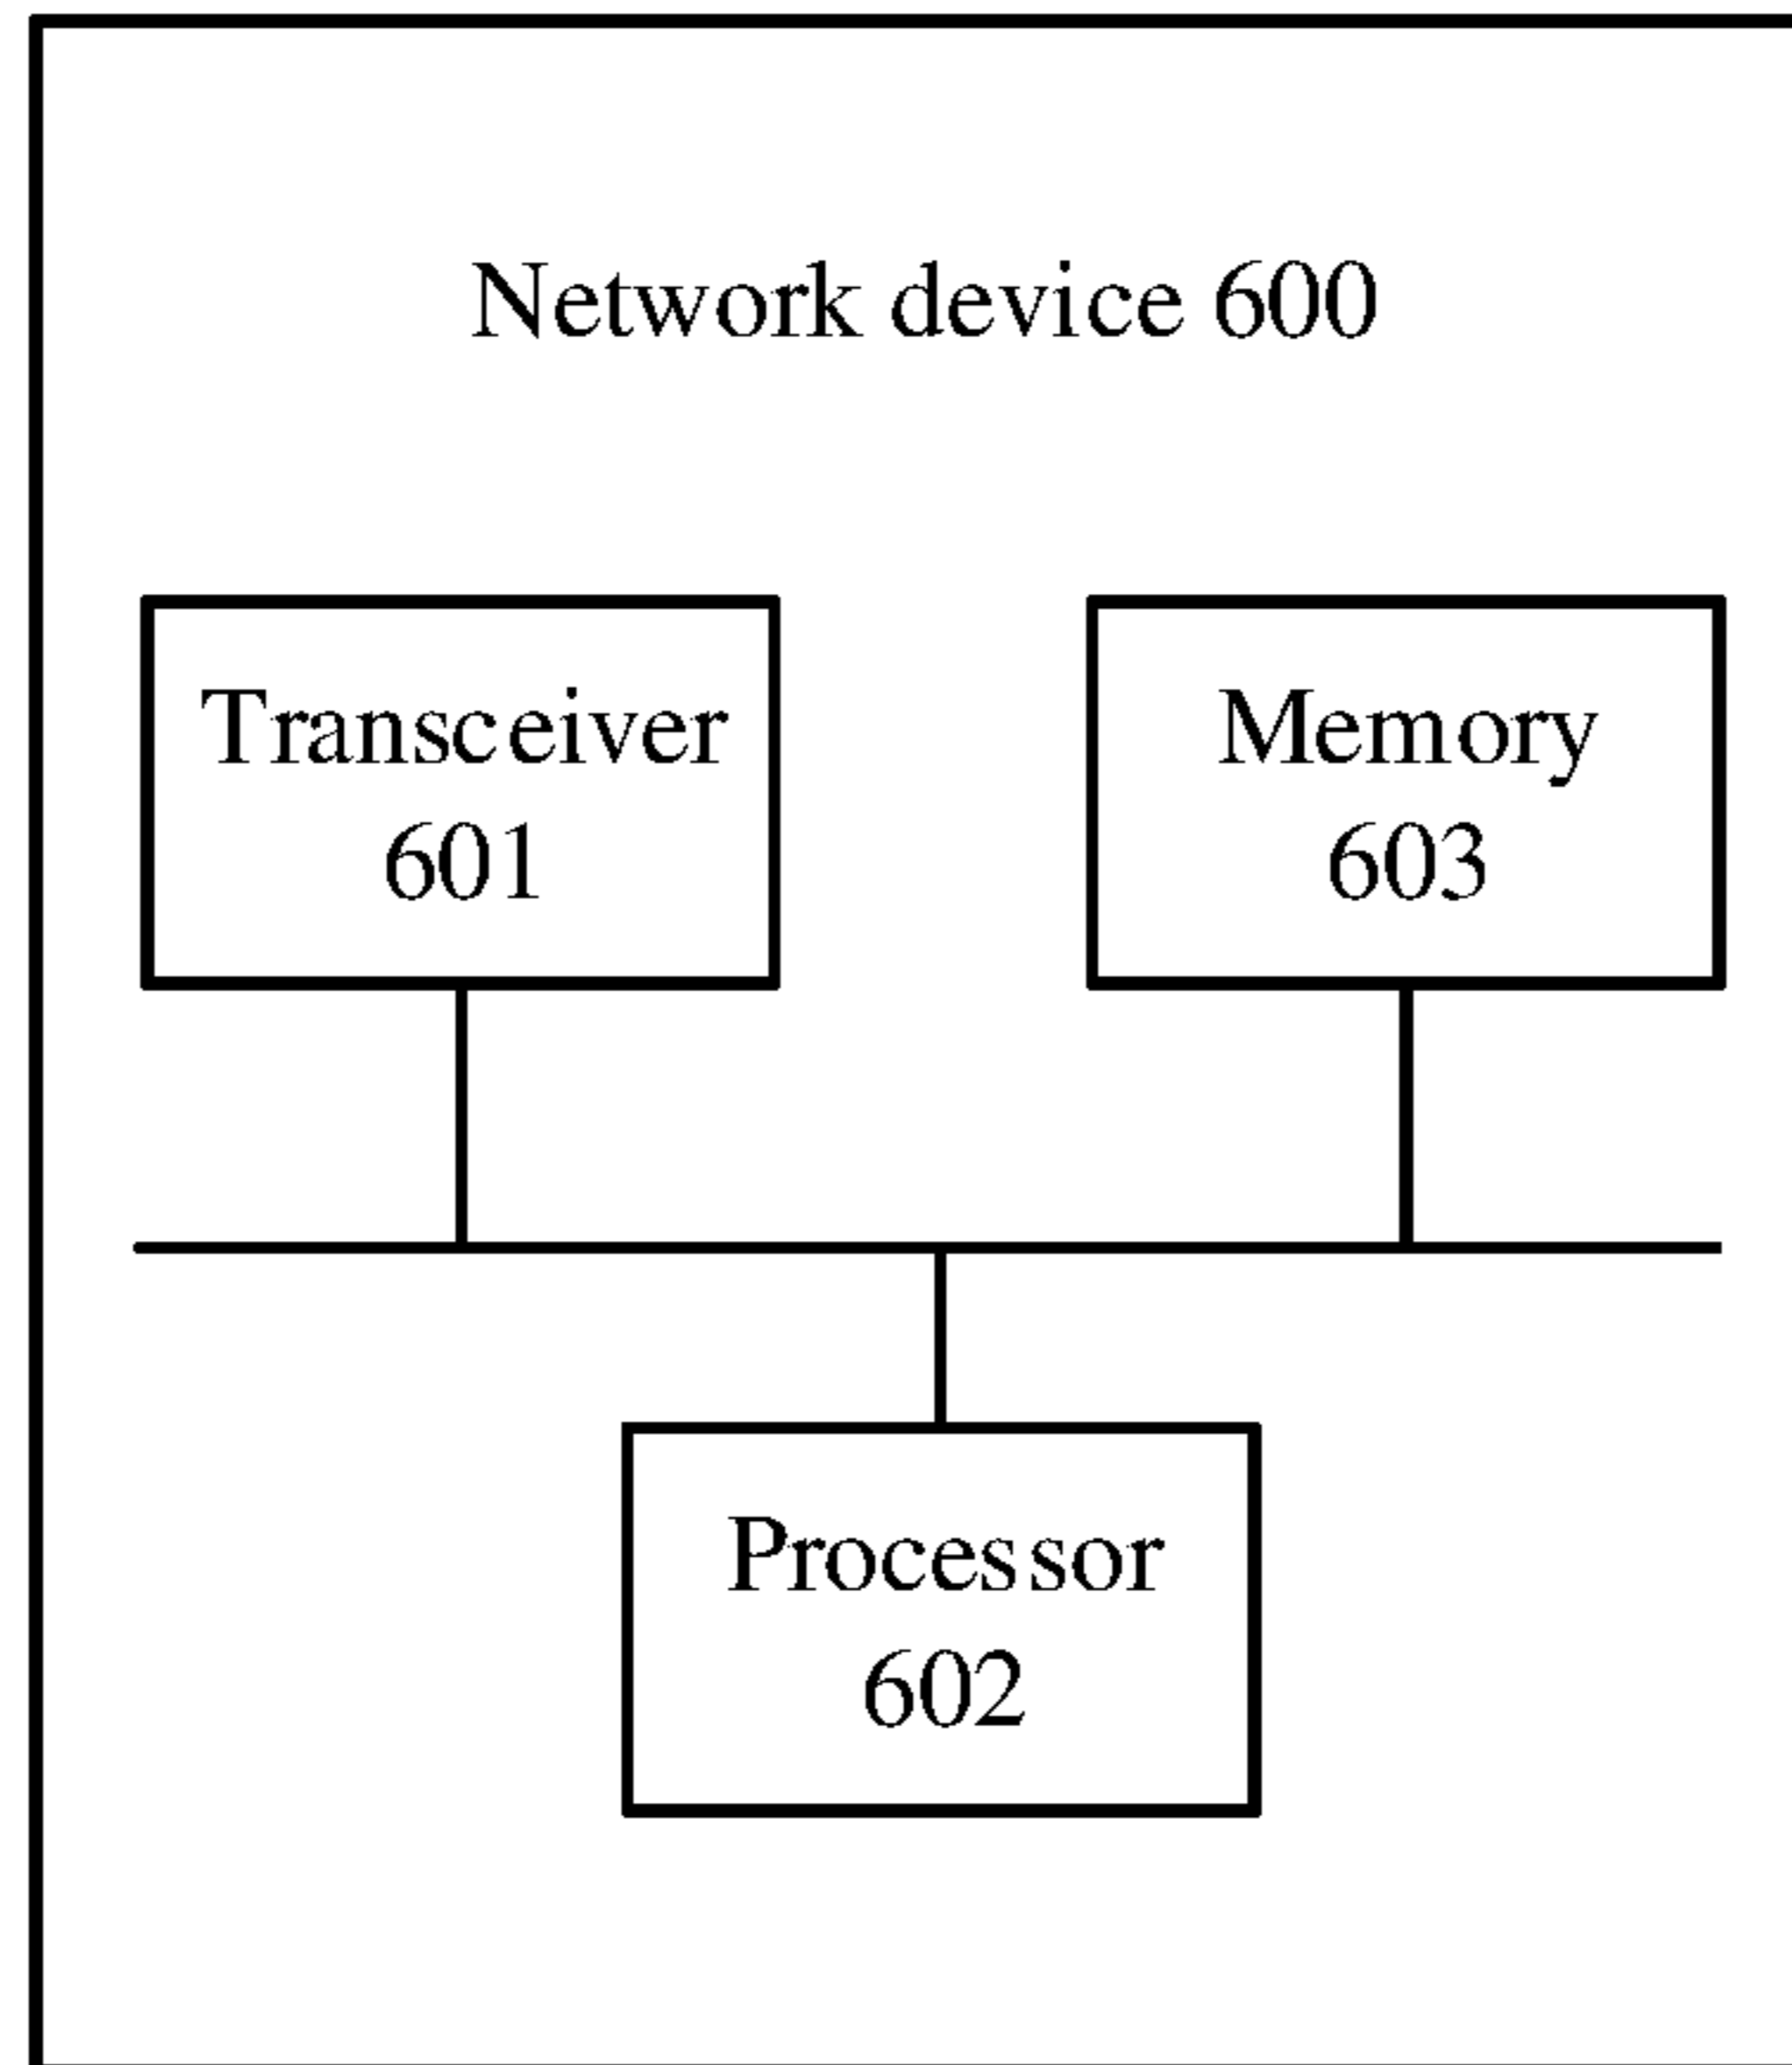 Network device 600
Transceiver
601
Memory
603
Processor
602